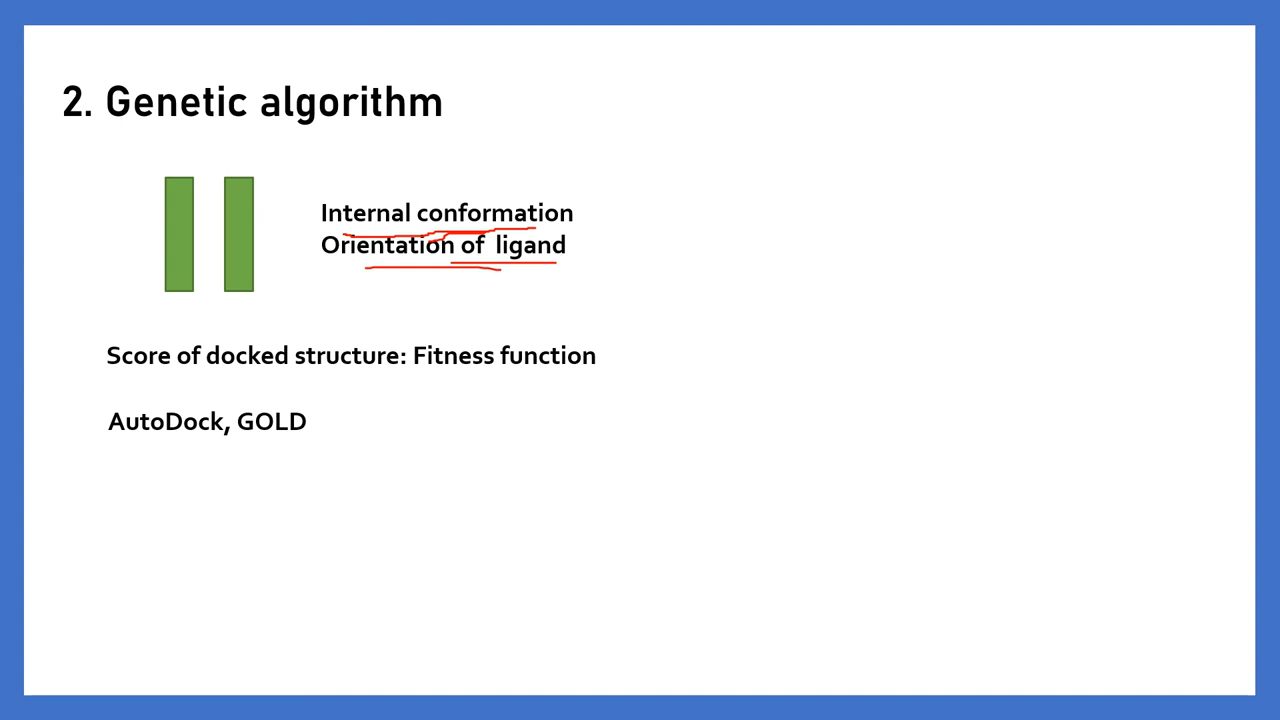 2. Genetic algorithm
Internal conformation
Orientation of ligand
Score of docked structure: Fitness function
AutoDock, GOLD